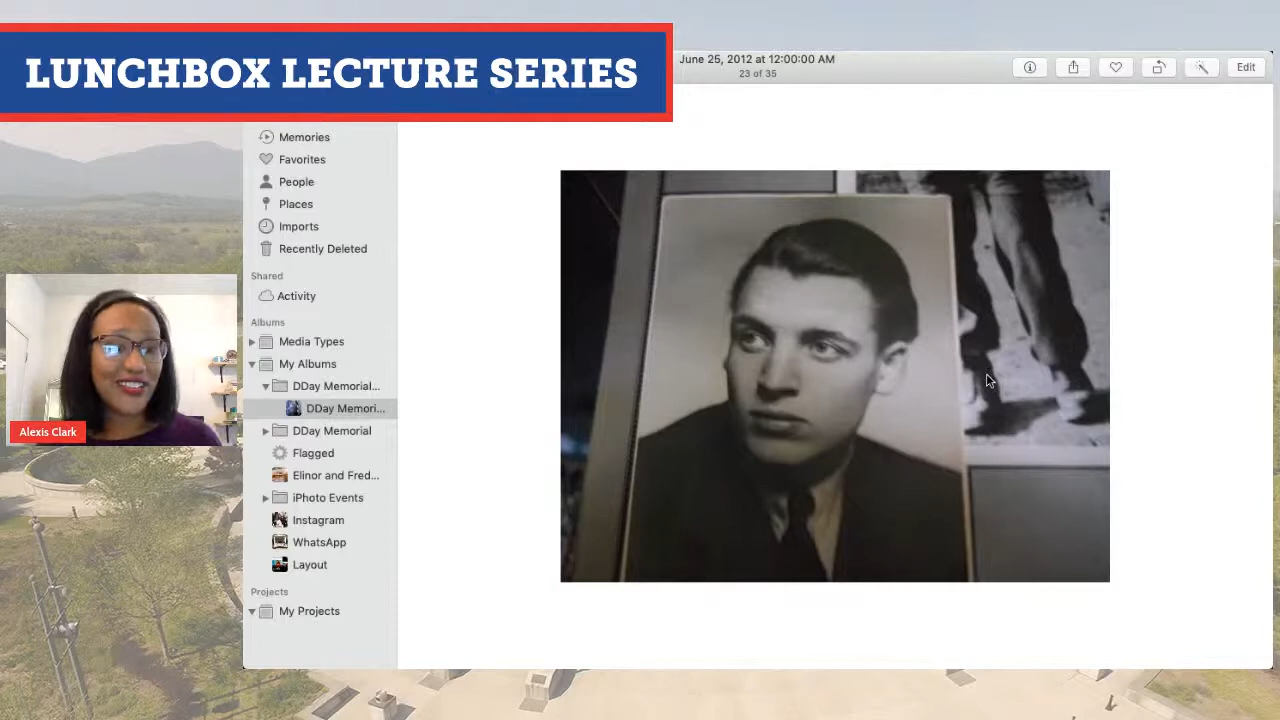 LUNCHBOX LECTURE SERIES
June 25, 2012 at 12:00:00 AM
23 of 35
Edit
Memories
Favorites
People
Places
Imports
Recently Deleted
Shared
Activity
Albums
Media Types
My Albums
DDay Memorial...
DDay Memori...
DDay Memorial
Flagged
Elinor and Fred...
iPhoto Events
Instagram
WhatsApp
Layout
Projects
My Projects
Alexis Clark